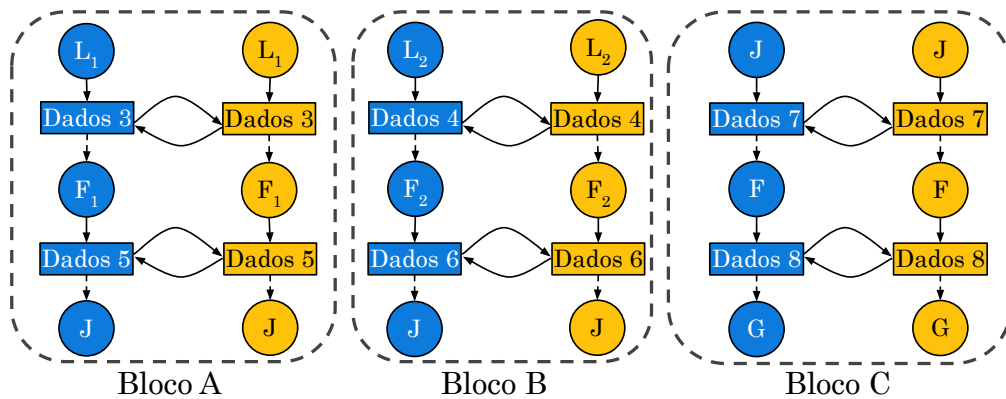 L₁ L₁ L₂ L₂ J J
Dados 3 Dados 3 Dados 4 Dados 4 Dados 7 Dados 7
F₁ F₁ F₂ F₂ F F
Dados 5 Dados 5 Dados 6 Dados 6 Dados 8 Dados 8
J J J J G G
Bloco A Bloco B Bloco C